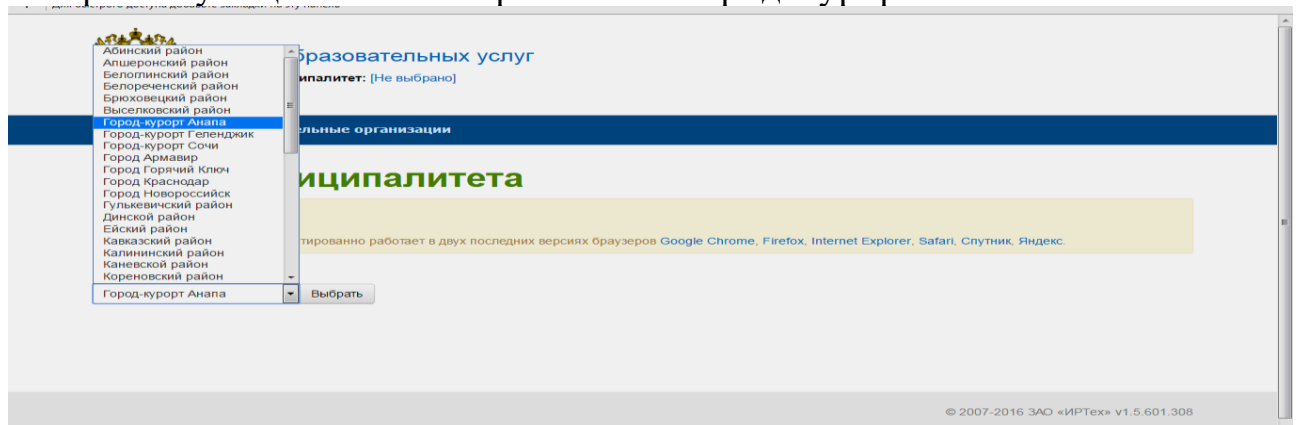 бразовательных услуг
ипалитет: [Не выбрано]
льные организации
Абинский район
Апшеронский район
Белоглинский район
Белореченский район
Брюховецкий район
Выселковский район
Город-курорт Анапа
Город-курорт Геленджик
Город-курорт Сочи
Город Армавир
Город Горячий Ключ
Город Краснодар
Город Новороссийск
Гулькевичский район
Динской район
Ейский район
Кавказский район
Калининский район
Каневской район
Кореновский район
иципалитета
тированно работает в двух последних версиях браузеров Google Chrome, Firefox, Internet Explorer, Safari, Спутник, Яндекс.
Город-курорт Анапа
Выбрать
© 2007-2016 ЗАО «ИРТех» v1.5.601.308